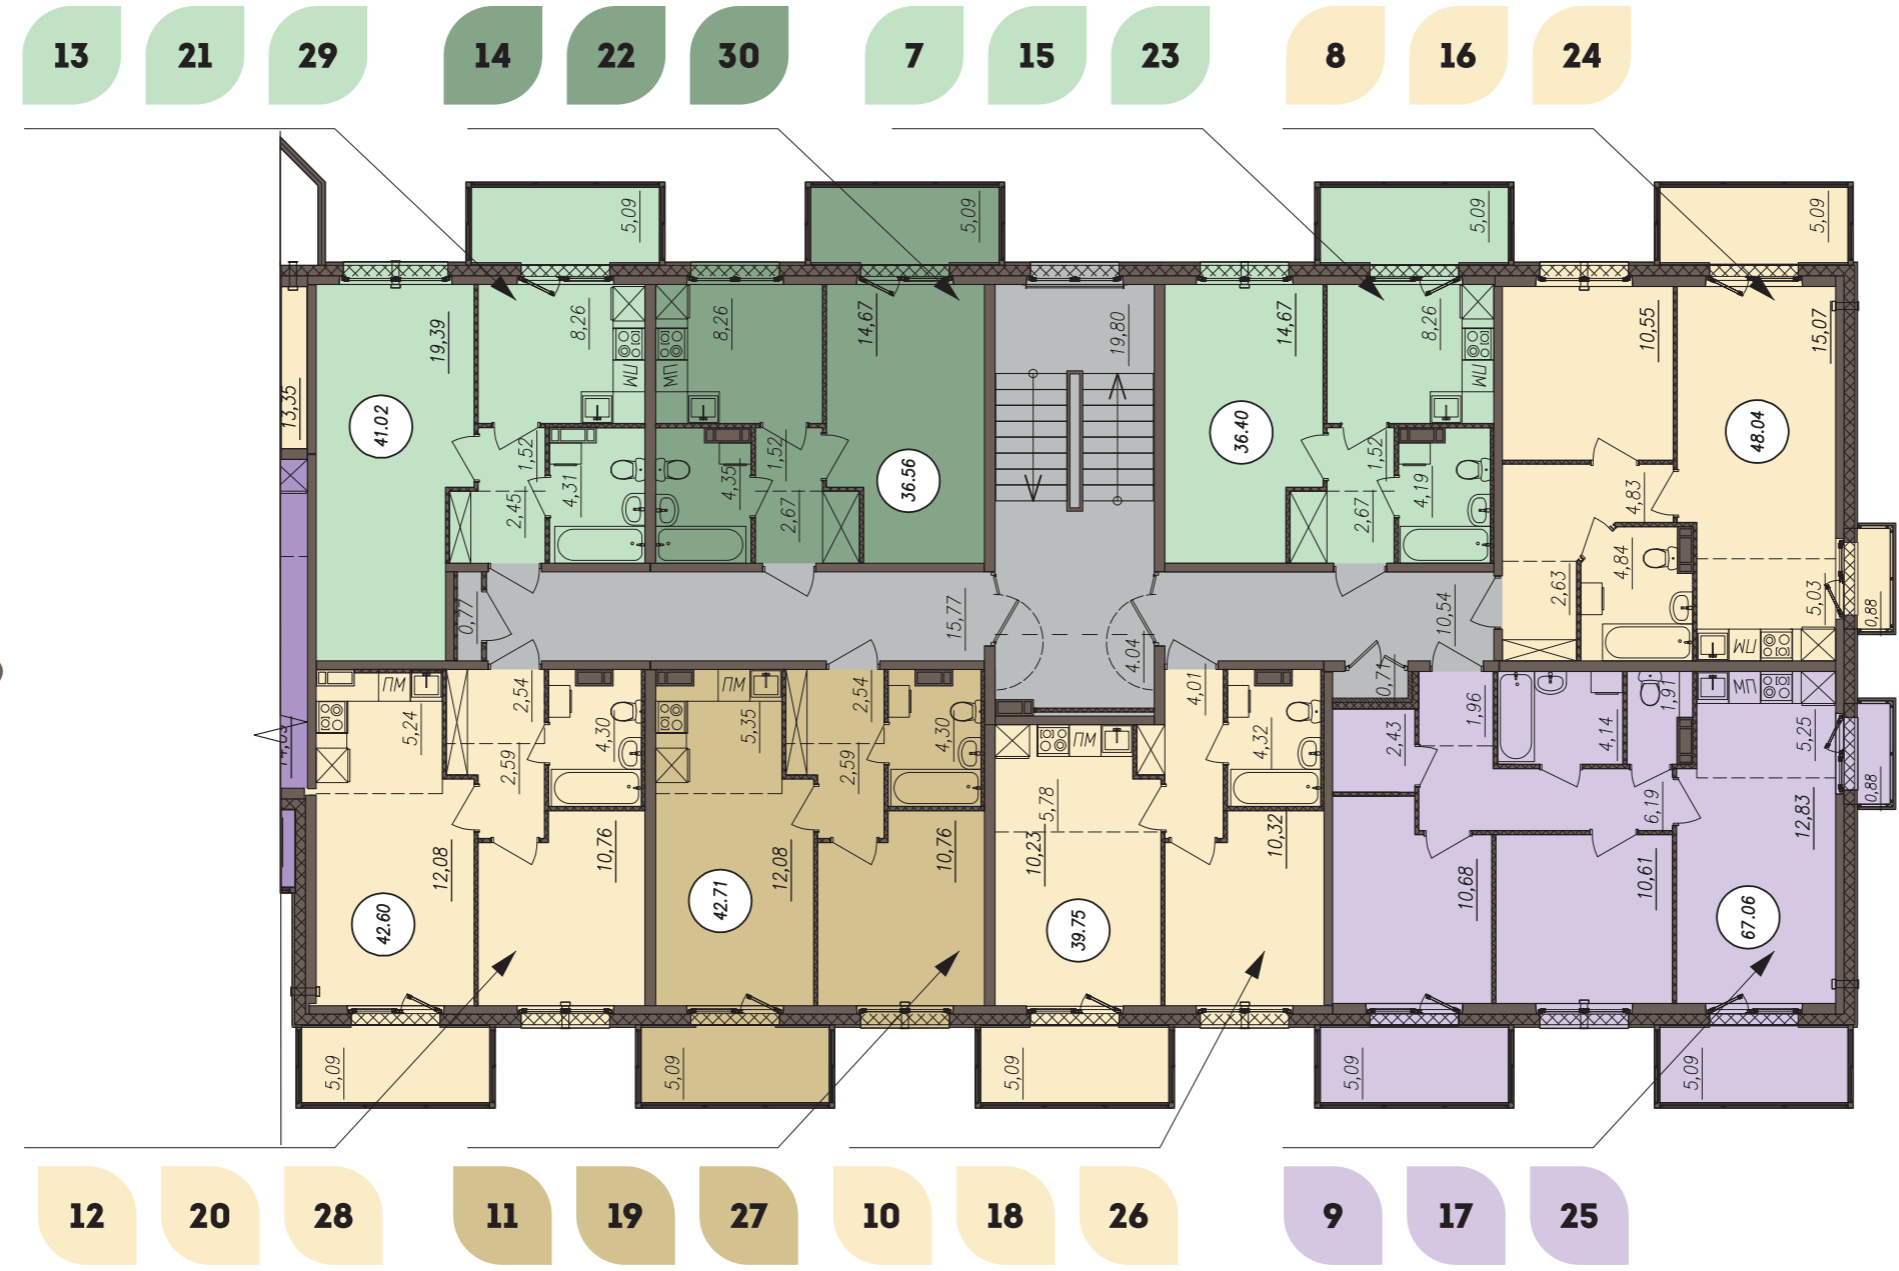 13 21 29 14 22 30 7 15 23 8 16 24
5,09 5,09 5,09 5,09
19,39 8,26 8,26 14,67 19,80 14,67 8,26 10,55 15,07
13,35
41.02 ПМ ПМ 36.56 36.40 ПМ 48.04
1,52 2,45 4,31 4,35 1,52 2,67 1,52 2,67 4,19 4,83 4,84 2,63 5,03 0,88
0,77 15,77 4.04 10,54 ПМ
ПМ 5,24 2,54 2,59 4,30 ПМ 5,35 2,54 2,59 4,30 4,01 4,32 0,71 2,43 1,96 4,14 1,91 ПМ 5,25 0,88
ПМ 5,78 6,19 12,83
12,08 10,76 12,08 10,76 10,23 10,32 10,68 10,61
42.60 42.71 39.75 67.06
5,09 5,09 5,09 5,09 5,09
12 20 28 11 19 27 10 18 26 9 17 25